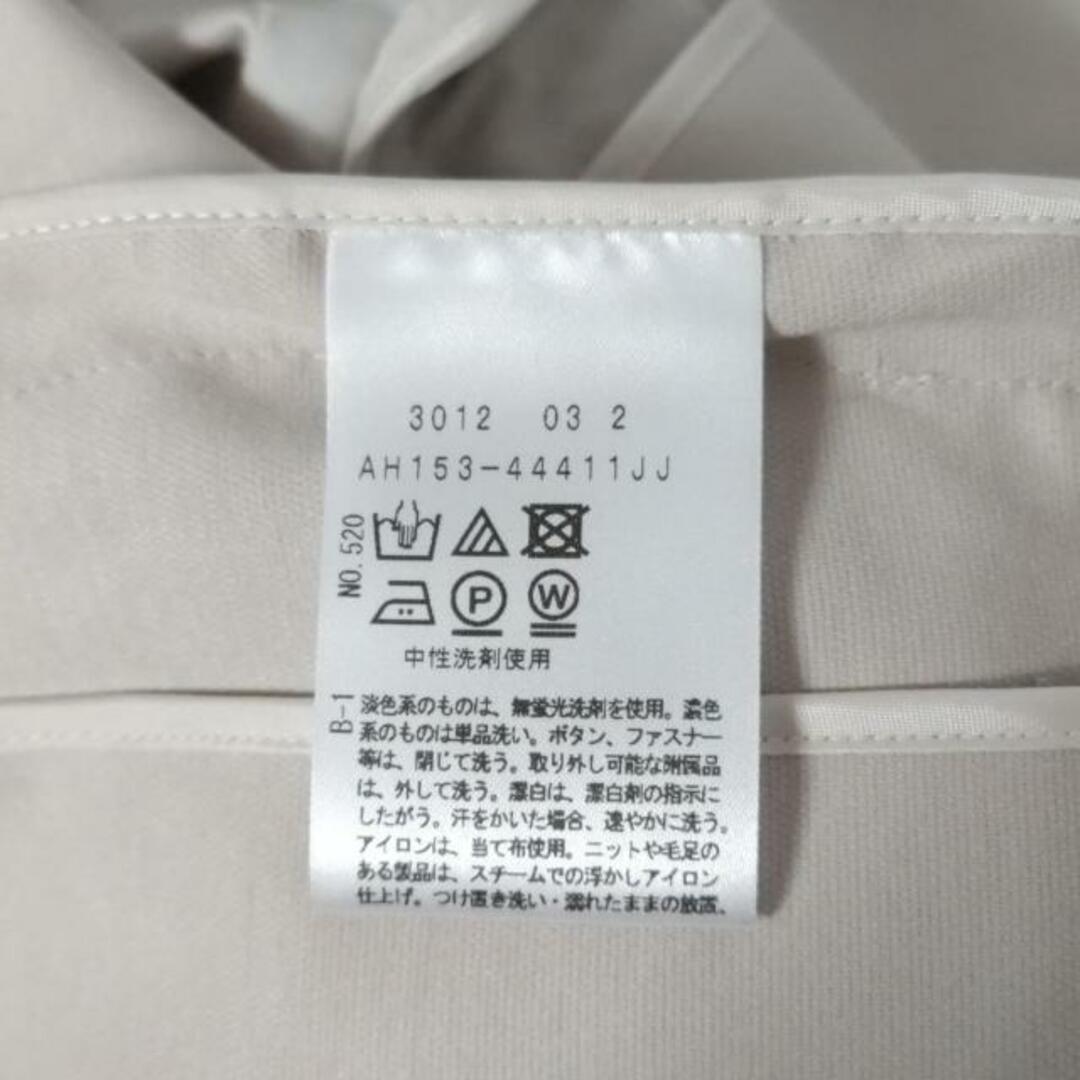 3012 03 2
AH153-44411JJ
NO.520
P W
中性洗剤使用
B-1
淡色系のものは、無蛍光洗剤を使用。濃色
系のものは単品洗い。ボタン、ファスナー
等は、閉じて洗う。取り外し可能な附属品
は、外して洗う。漂白は、漂白剤の指示に
したがう。汗をかいた場合、速やかに洗う。
アイロンは、当て布使用。ニットや毛足の
ある製品は、スチームでの浮かしアイロン
仕上げ。つけ置き洗い・濡れたままの放置、